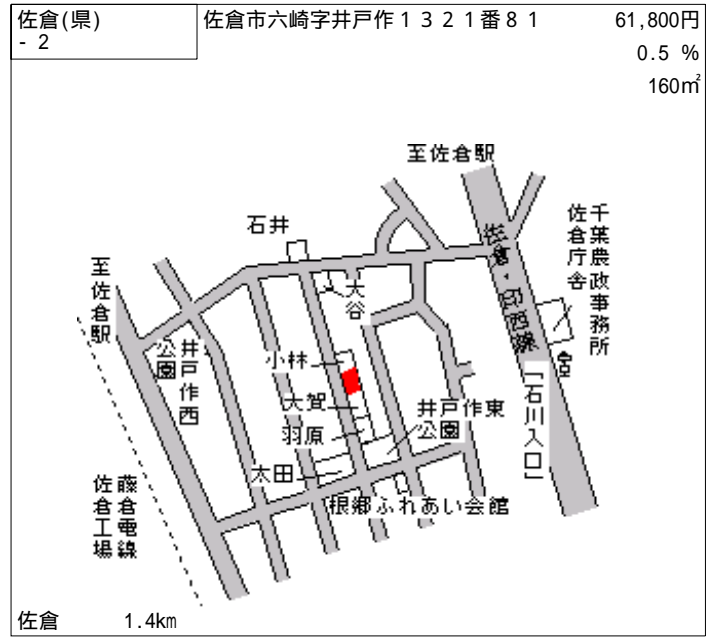 佐倉(県)
- 2
佐倉市六崎字井戸作1321番81
61,800円
0.5 %
160㎡
至佐倉駅
石井
千葉農政事務所
佐倉庁舎
至佐倉駅
大谷
井戸作西
公園
小林
大賀
羽原
井戸作東
公園
「石川入口」
太田
根郷ふれあい会館
藤倉電線
佐倉工場
佐倉 1.4km